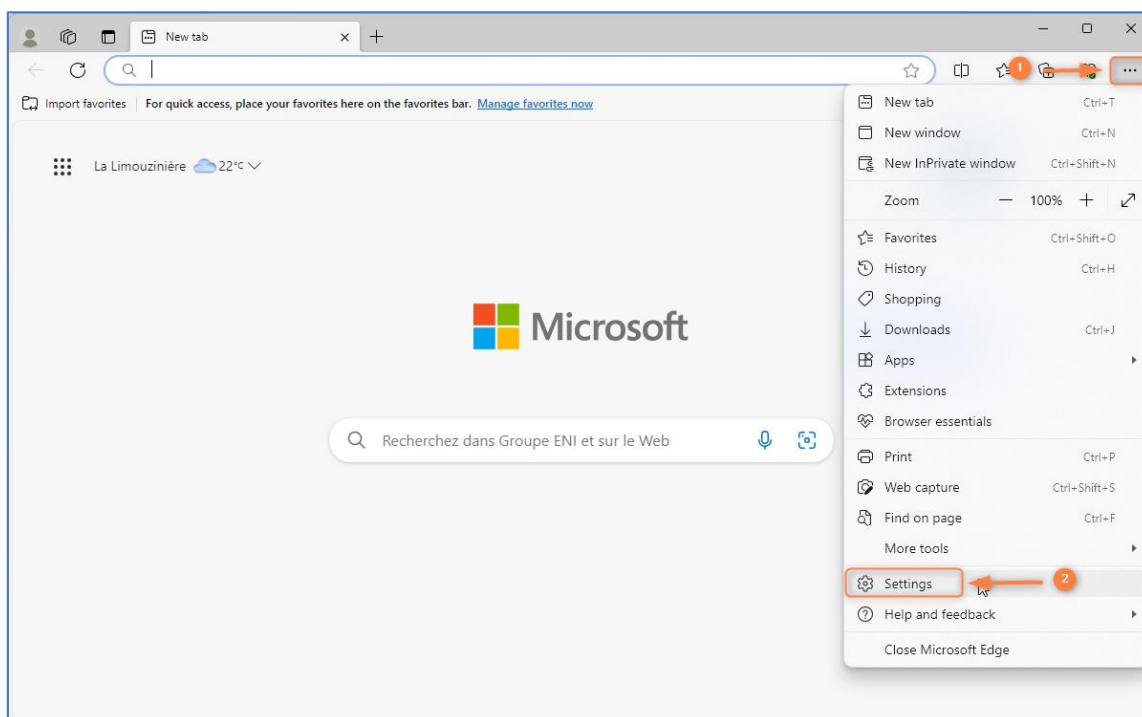 New tab
1
Import favorites
For quick access, place your favorites here on the favorites bar. Manage favorites now
La Limouzinière 22°C
Microsoft
Recherchez dans Groupe ENI et sur le Web
New tab Ctrl+T
New window Ctrl+N
New InPrivate window Ctrl+Shift+N
Zoom 100%
Favorites Ctrl+Shift+O
History Ctrl+H
Shopping
Downloads Ctrl+J
Apps
Extensions
Browser essentials
Print Ctrl+P
Web capture Ctrl+Shift+S
Find on page Ctrl+F
More tools
Settings 2
Help and feedback
Close Microsoft Edge